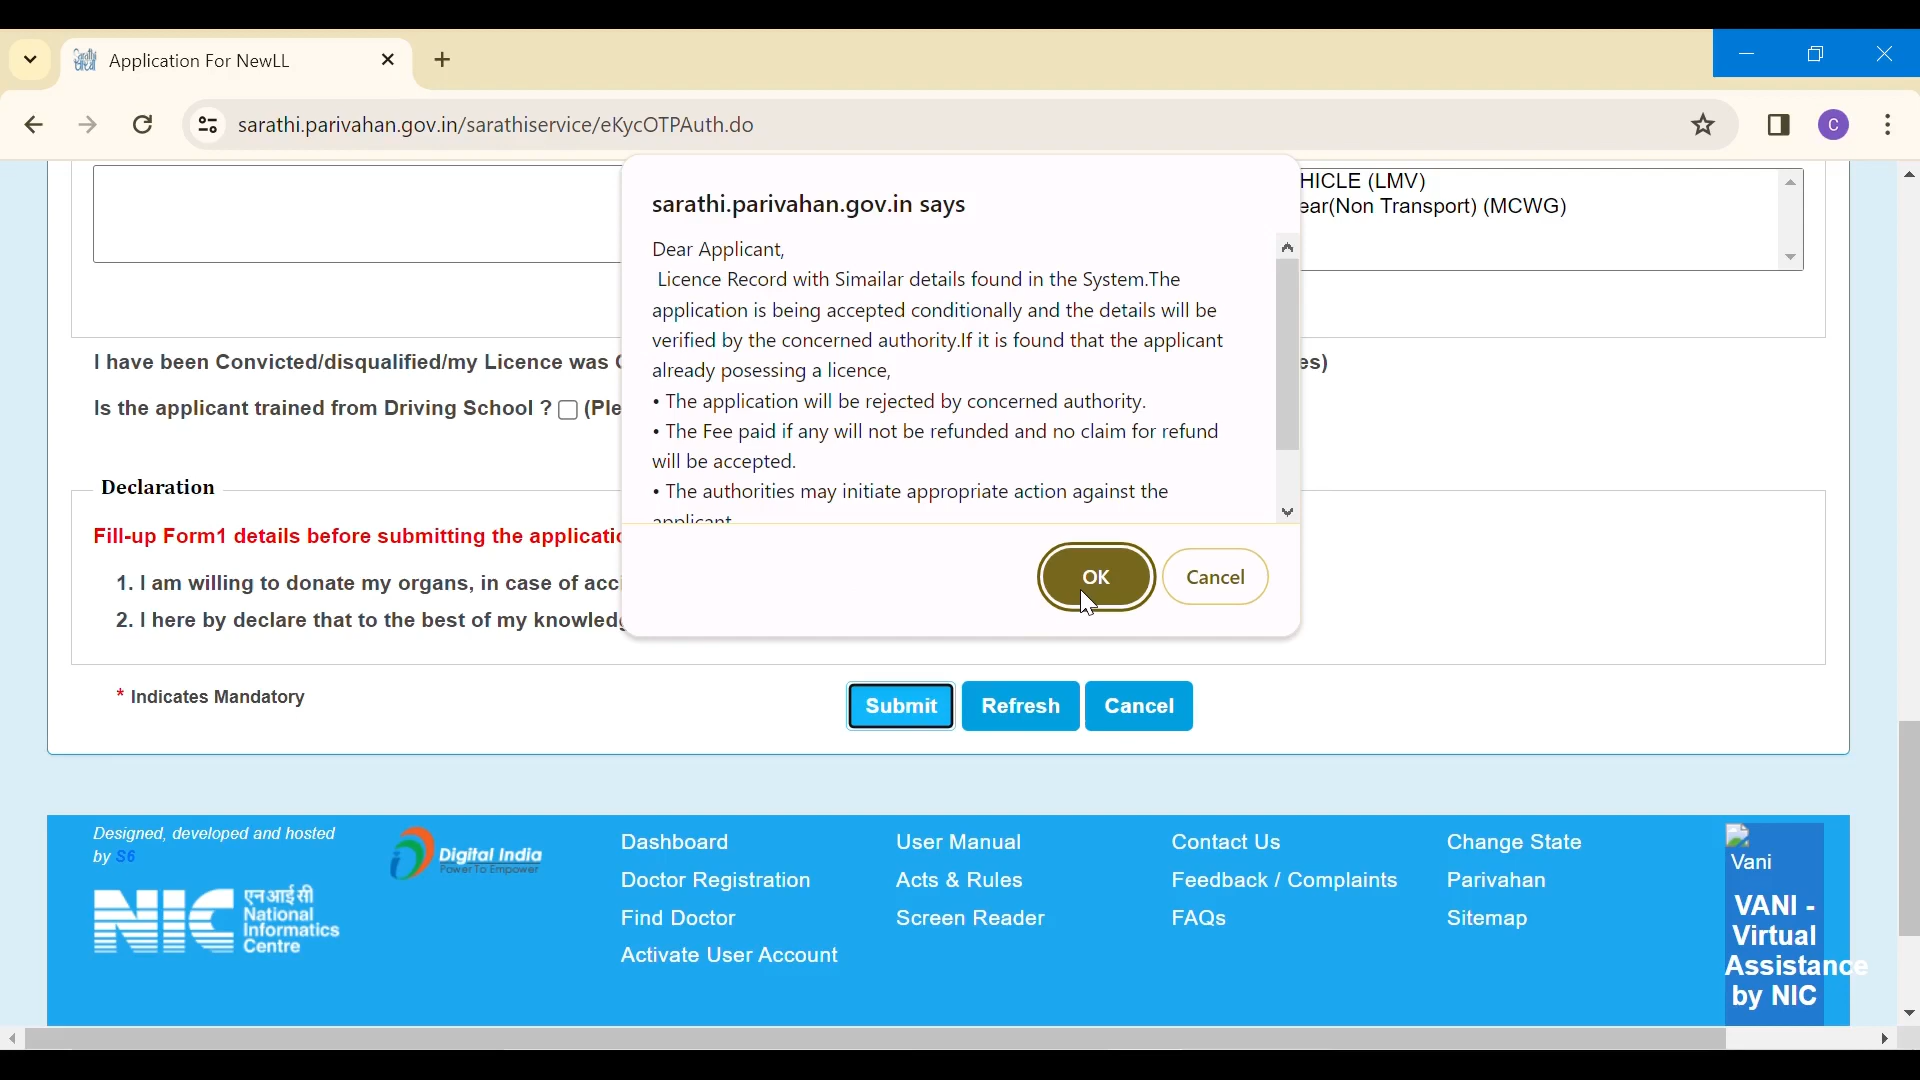 Application For NewLL
sarathi.parivahan.gov.in/sarathiservice/eKycOTPAuth.do
C
sarathi.parivahan.gov.in says
Dear Applicant,
Licence Record with Simailar details found in the System.The
application is being accepted conditionally and the details will be
verified by the concerned authority.If it is found that the applicant
already posessing a licence,
• The application will be rejected by concerned authority.
• The Fee paid if any will not be refunded and no claim for refund
will be accepted.
• The authorities may initiate appropriate action against the
applicant
OK
Cancel
HICLE (LMV)
ear(Non Transport) (MCWG)
I have been Convicted/disqualified/my Licence was
es)
Is the applicant trained from Driving School ? (Ple
Declaration
Fill-up Form1 details before submitting the applicatio
1. I am willing to donate my organs, in case of acci
2. I here by declare that to the best of my knowledg
* Indicates Mandatory
Submit
Refresh
Cancel
Designed, developed and hosted
by S6
NIC
एन आई सी
National
Informatics
Centre
Digital India
Power To Empower
Dashboard
Doctor Registration
Find Doctor
Activate User Account
User Manual
Acts & Rules
Screen Reader
Contact Us
Feedback / Complaints
FAQs
Change State
Parivahan
Sitemap
Vani
VANI -
Virtual
Assistance
by NIC